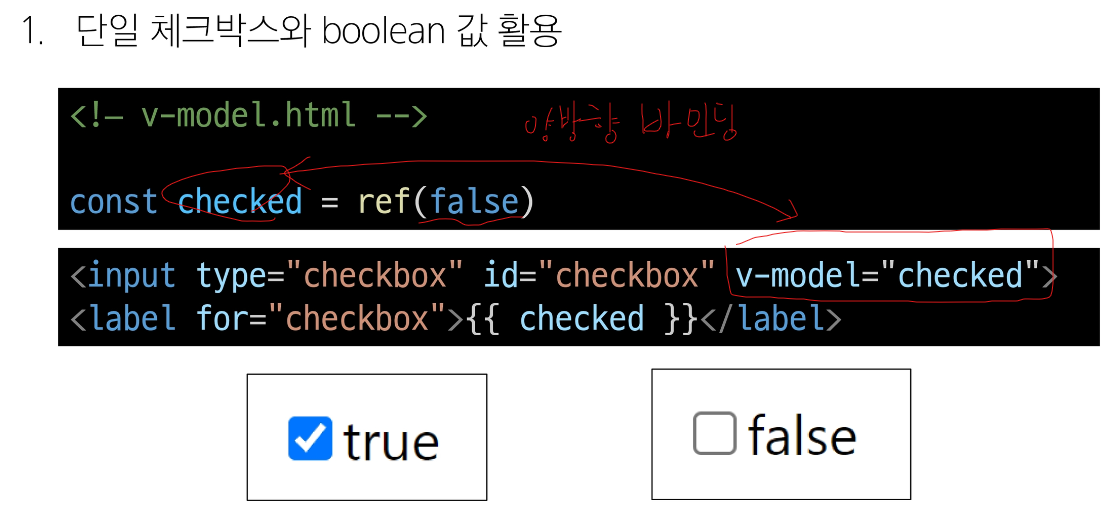 1. 단일 체크박스와 boolean 값 활용
<!— v-model.html -->
양방향 바인딩
const checked = ref(false)
<input type="checkbox" id="checkbox" v-model="checked">
<label for="checkbox">{{ checked }}</label>
true
false